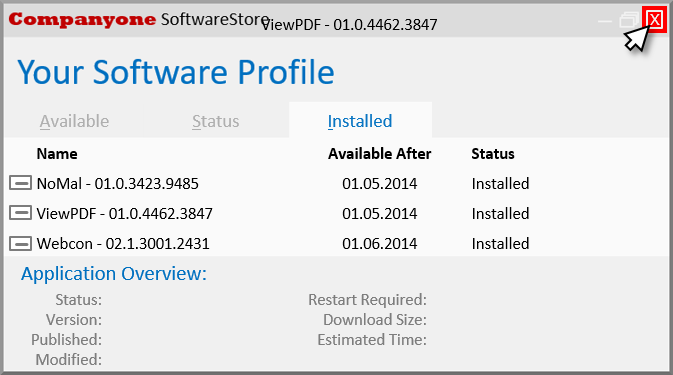 Companyone SoftwareStore ViewPDF - 01.0.4462.3847 X
Your Software Profile
Available Status Installed
Name Available After Status
NoMal - 01.0.3423.9485 01.05.2014 Installed
ViewPDF - 01.0.4462.3847 01.05.2014 Installed
Webcon - 02.1.3001.2431 01.06.2014 Installed
Application Overview:
Status: Restart Required:
Version: Download Size:
Published: Estimated Time:
Modified: